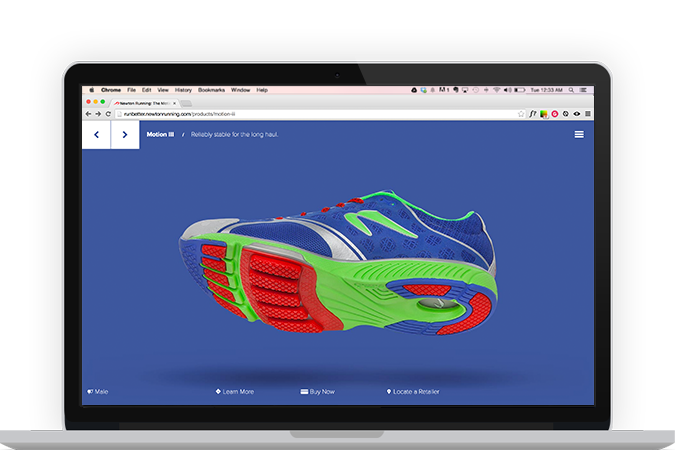 Chrome File Edit View History Bookmarks Window Help
Tue 12:33 AM
Newton Running: The Moti
runbetter.newtonrunning.com/products/motion-iii
Motion III / Reliably stable for the long haul.
Male
Learn More
Buy Now
Locate a Retailer